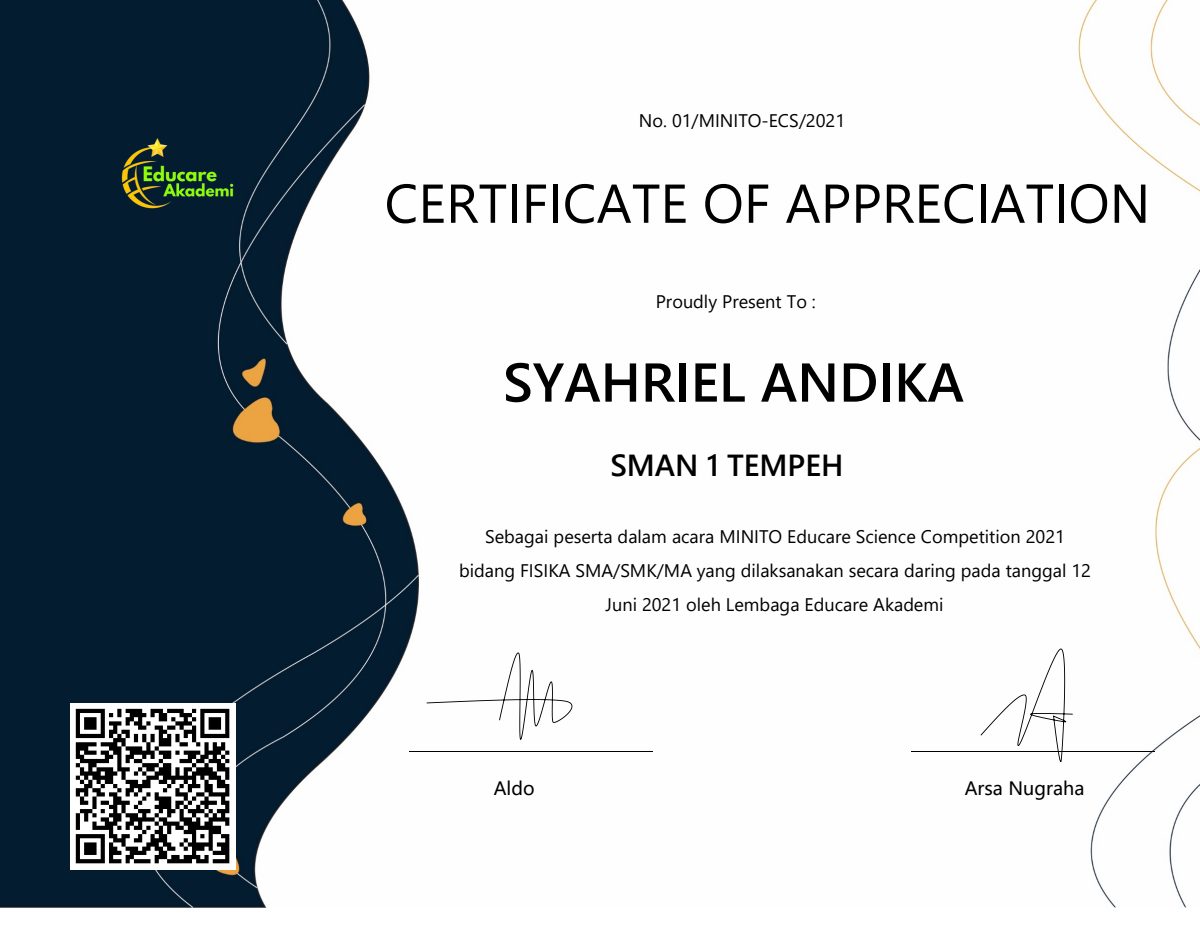 No. 01/MINITO-ECS/2021
Educare
Akademi
CERTIFICATE OF APPRECIATION
Proudly Present To :
SYAHRIEL ANDIKA
SMAN 1 TEMPEH
Sebagai peserta dalam acara MINITO Educare Science Competition 2021
bidang FISIKA SMA/SMK/MA yang dilaksanakan secara daring pada tanggal 12
Juni 2021 oleh Lembaga Educare Akademi
Aldo
Arsa Nugraha